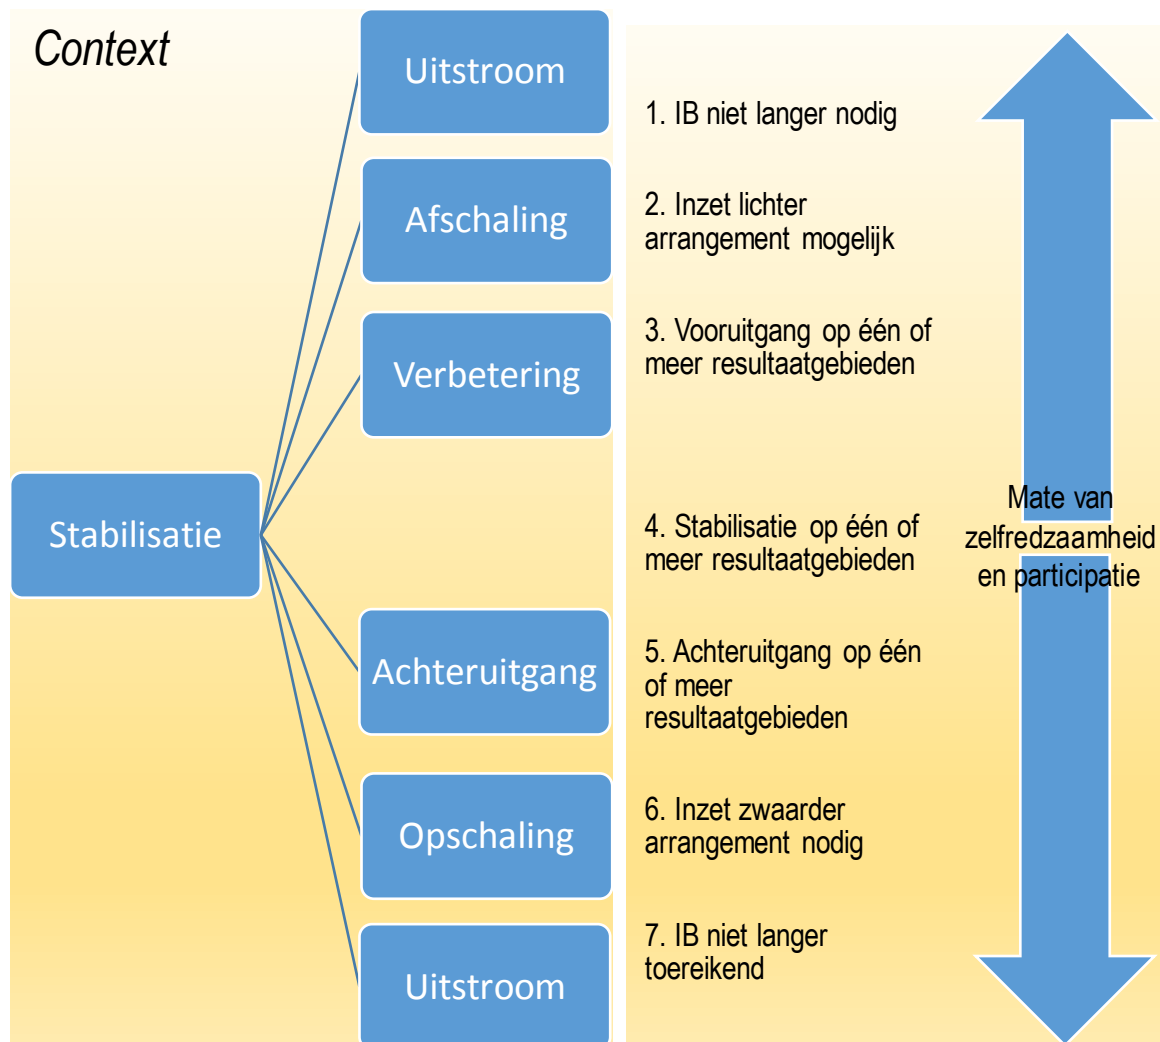 Context
Uitstroom
1. IB niet langer nodig
Afschaling
2. Inzet lichter
arrangement mogelijk
Verbetering
3. Vooruitgang op één of
meer resultaatgebieden
Stabilisatie
4. Stabilisatie op één of
meer resultaatgebieden
Mate van
zelfredzaamheid
en participatie
Achteruitgang
5. Achteruitgang op één
of meer
resultaatgebieden
Opschaling
6. Inzet zwaarder
arrangement nodig
Uitstroom
7. IB niet langer
toereikend